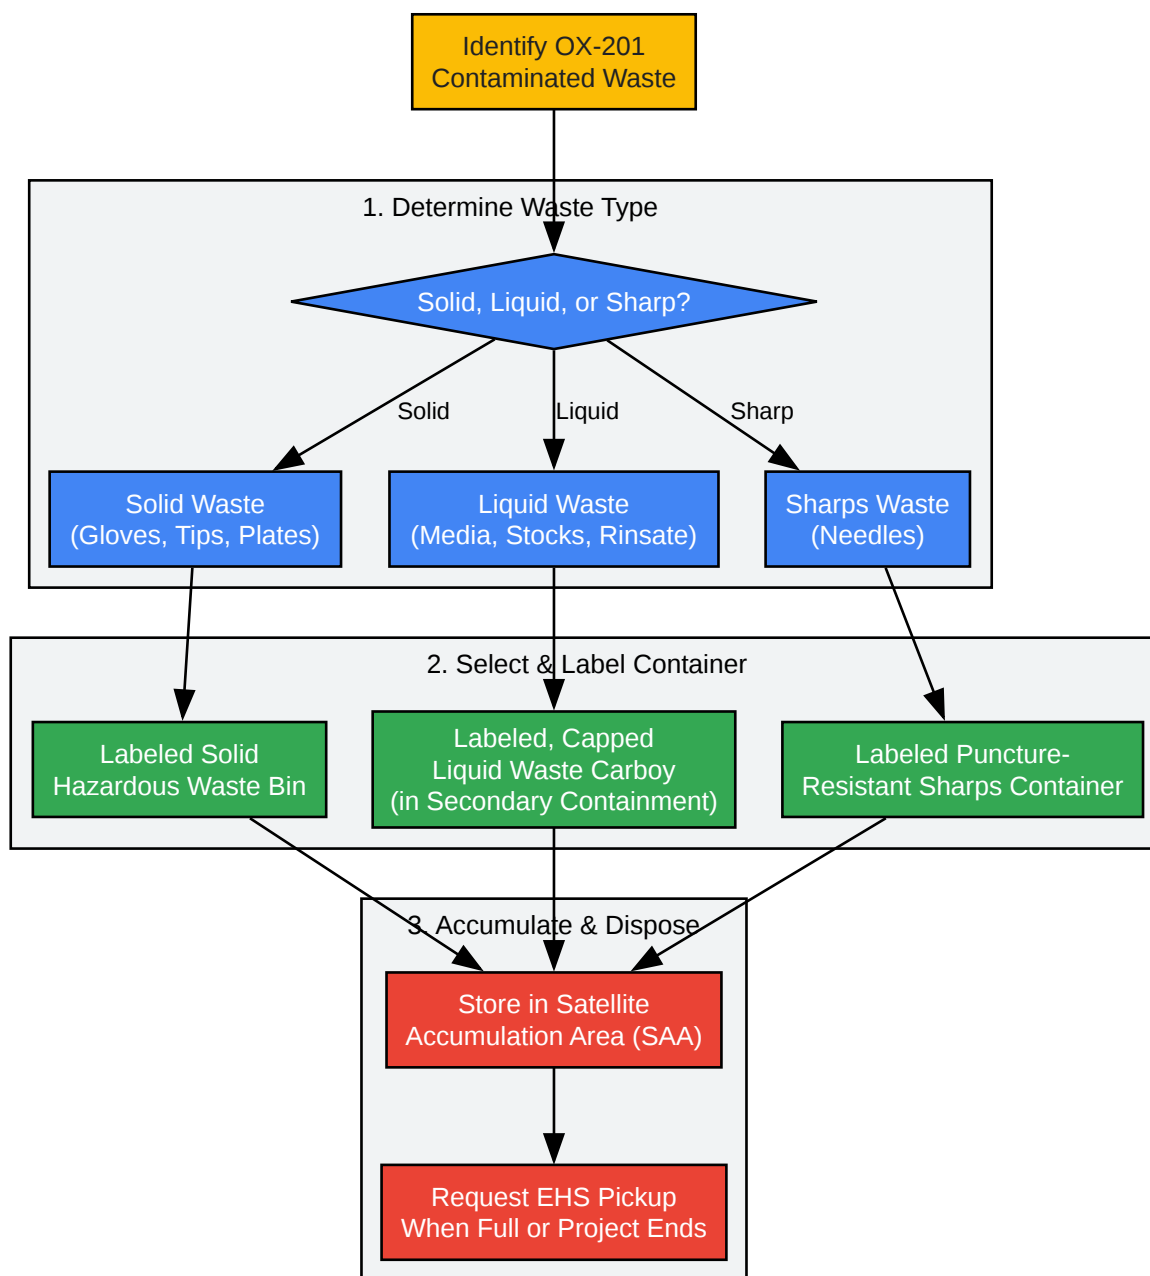 Identify OX-201
Contaminated Waste
1. Determine Waste Type
Solid, Liquid, or Sharp?
Solid
Liquid
Sharp
Solid Waste
(Gloves, Tips, Plates)
Liquid Waste
(Media, Stocks, Rinsate)
Sharps Waste
(Needles)
2. Select & Label Container
Labeled Solid
Hazardous Waste Bin
Labeled, Capped
Liquid Waste Carboy
(in Secondary Containment)
Labeled Puncture-
Resistant Sharps Container
3. Accumulate & Dispose
Store in Satellite
Accumulation Area (SAA)
Request EHS Pickup
When Full or Project Ends